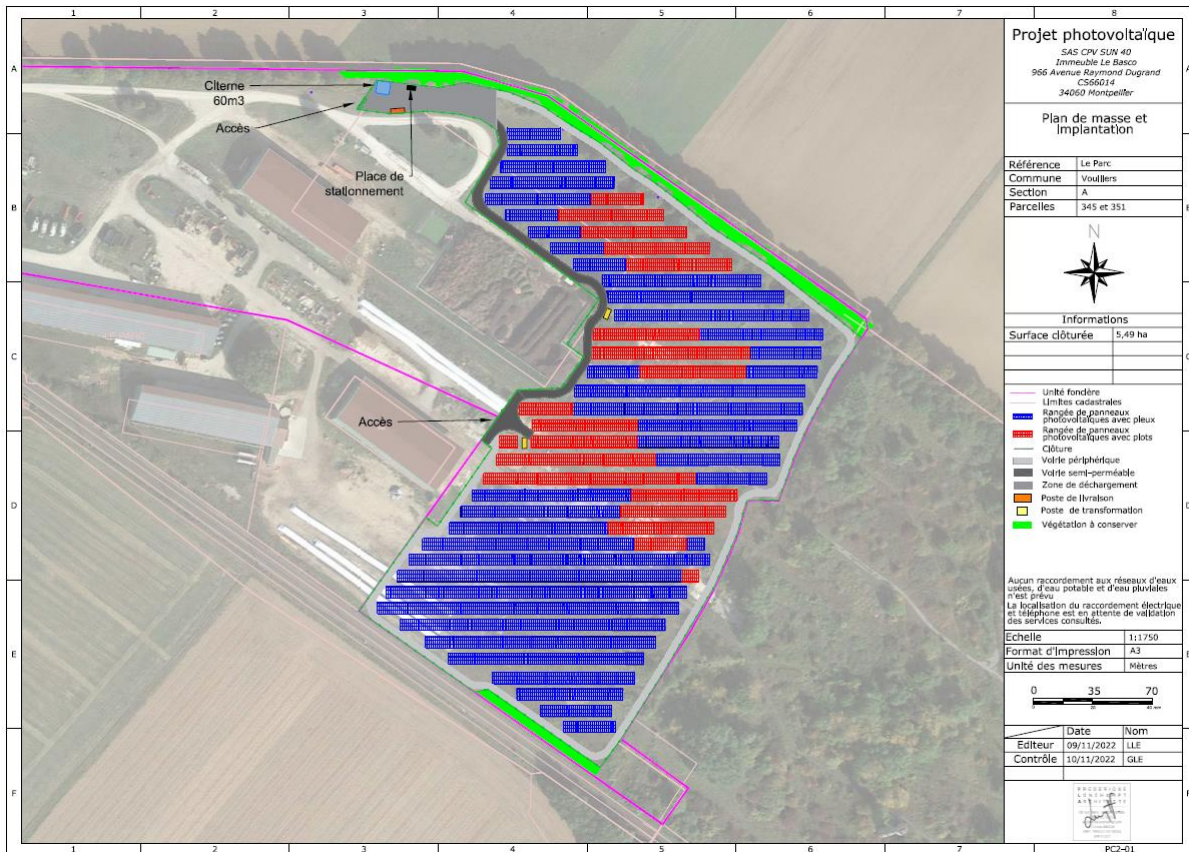 1 2 3 4 5 6 7 8
A
B
C
D
E
F
Citerne
60m3
Accès
Place de
stationnement
Accès
Projet photovoltaïque
SAS CPV SUN 40
Immeuble Le Basco
966 Avenue Raymond Dugrand
CS66014
34060 Montpellier
Plan de masse et
Implantation
Référence Le Parc
Commune Vouillers
Section A
Parcelles 345 et 351
N
Informations
Surface clôturée 5,49 ha
Unité foncière
Limites cadastrales
Rangée de panneaux
photovoltaïques avec pieux
Rangée de panneaux
photovoltaïques avec plots
Clôture
Voirie périphérique
Voirie semi-perméable
Zone de déchargement
Poste de livraison
Poste de transformation
Végétation à conserver
Aucun raccordement aux réseaux d'eaux
usées, d'eau potable et d'eau pluviales
n'est prévu
La localisation du raccordement électrique
et téléphone est en attente de validation
des services consultés.
Echelle 1:1750
Format d'impression A3
Unité des mesures Mètres
0 35 70
0 20 40 mm
Date Nom
Editeur 09/11/2022 LLE
Contrôle 10/11/2022 GLE
1 2 3 4 5 6 7
PC2-01